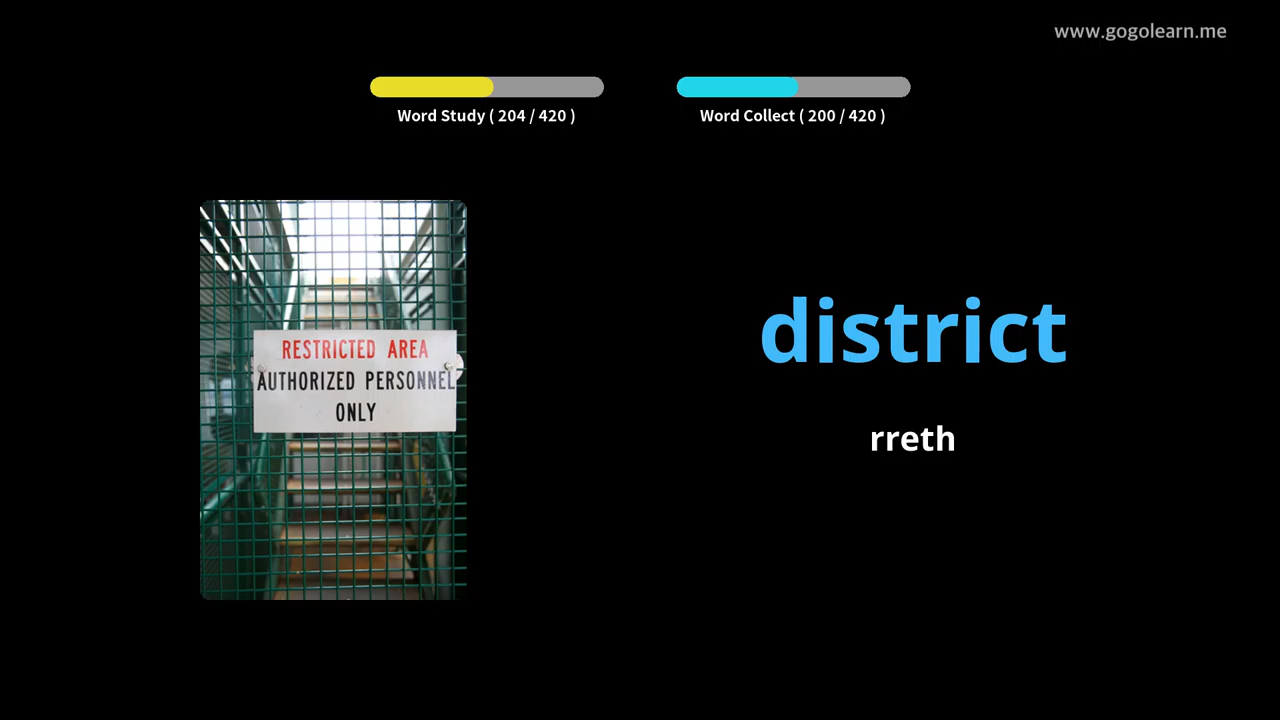 www.gogolearn.me
Word Study ( 204 / 420 )
Word Collect ( 200 / 420 )
RESTRICTED AREA
AUTHORIZED PERSONNEL
ONLY
district
rreth